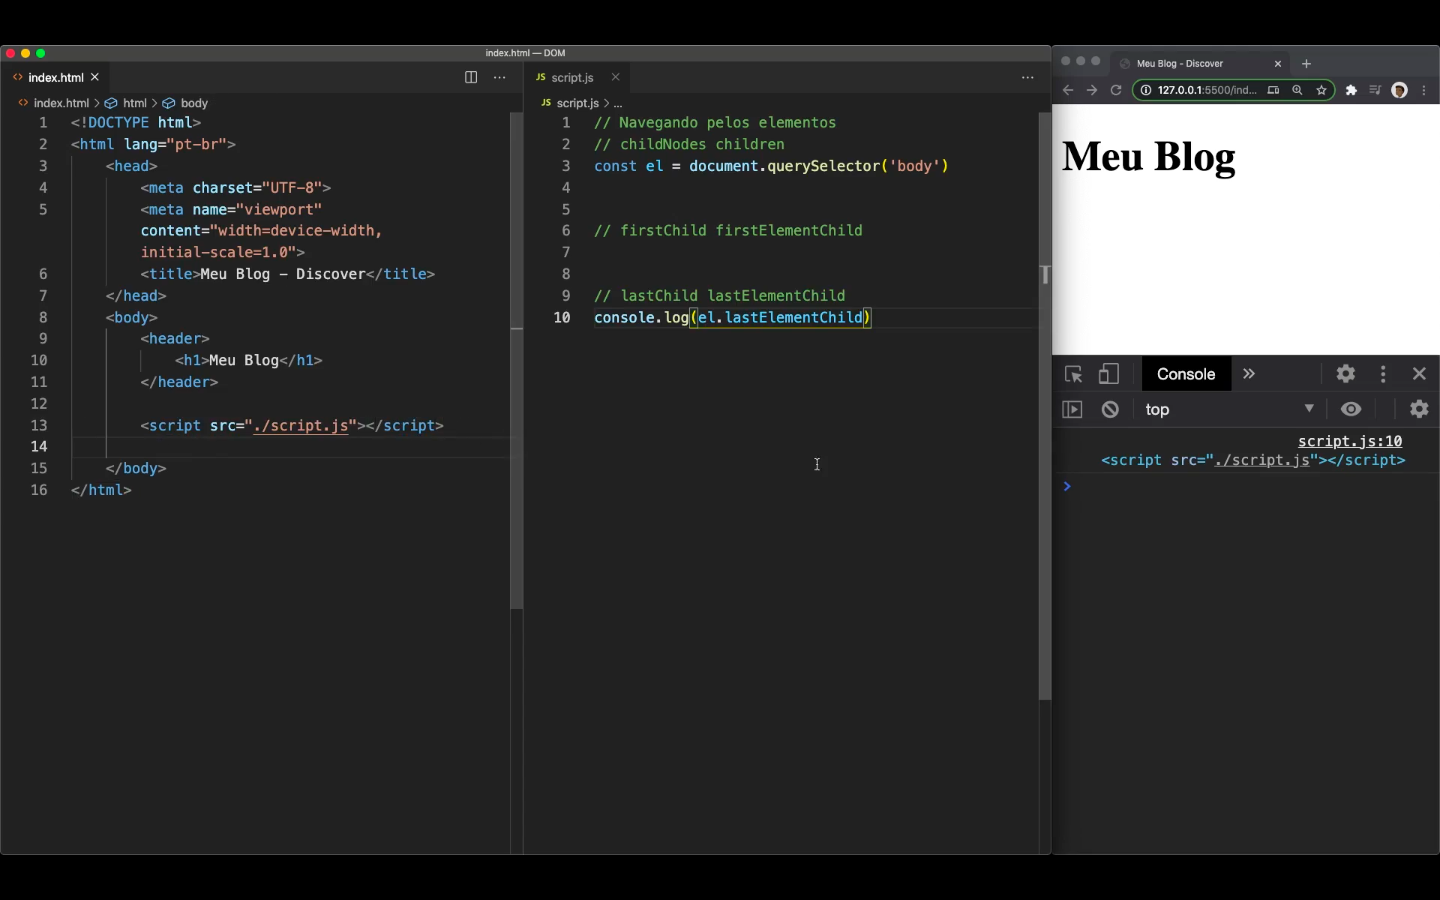 index.html — DOM
index.html
index.html > html > body
1 <!DOCTYPE html>
2 <html lang="pt-br">
3 <head>
4 <meta charset="UTF-8">
5 <meta name="viewport"
content="width=device-width,
initial-scale=1.0">
6 <title>Meu Blog – Discover</title>
7 </head>
8 <body>
9 <header>
10 <h1>Meu Blog</h1>
11 </header>
12
13 <script src="./script.js"></script>
14
15 </body>
16 </html>
JS script.js
JS script.js > ...
1 // Navegando pelos elementos
2 // childNodes children
3 const el = document.querySelector('body')
4
5
6 // firstChild firstElementChild
7
8
9 // lastChild lastElementChild
10 console.log(el.lastElementChild)
Meu Blog - Discover
127.0.0.1:5500/ind...
Meu Blog
Console
top
script.js:10
<script src="./script.js"></script>